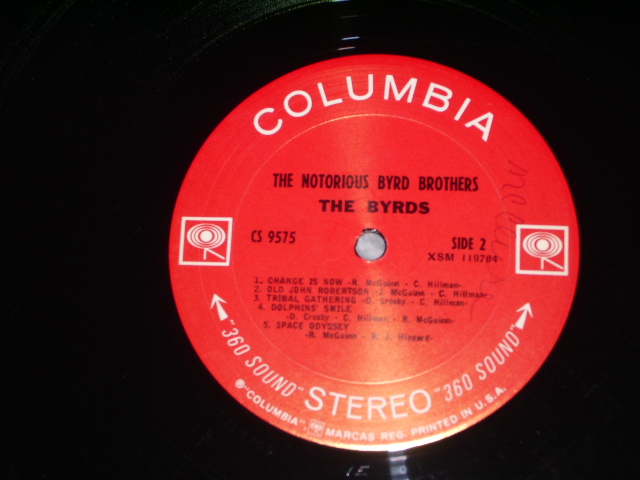 COLUMBIA
THE NOTORIOUS BYRD BROTHERS
THE BYRDS
CS 9575
SIDE 2
XSM 119704
1. CHANGE IS NOW -R. McGuinn - C. Hillman-
2. OLD JOHN ROBERTSON -J. McGuinn - C. Hillman-
3. TRIBAL GATHERING -D. Crosby - C. Hillman-
4. DOLPHINS' SMILE
-D. Crosby - C. Hillman - R. McGuinn-
5. SPACE ODYSSEY
-R. McGuinn - R. J. Hippard-
"360 SOUND" STEREO "360 SOUND"
℗"COLUMBIA", MARCAS REG. PRINTED IN U.S.A.